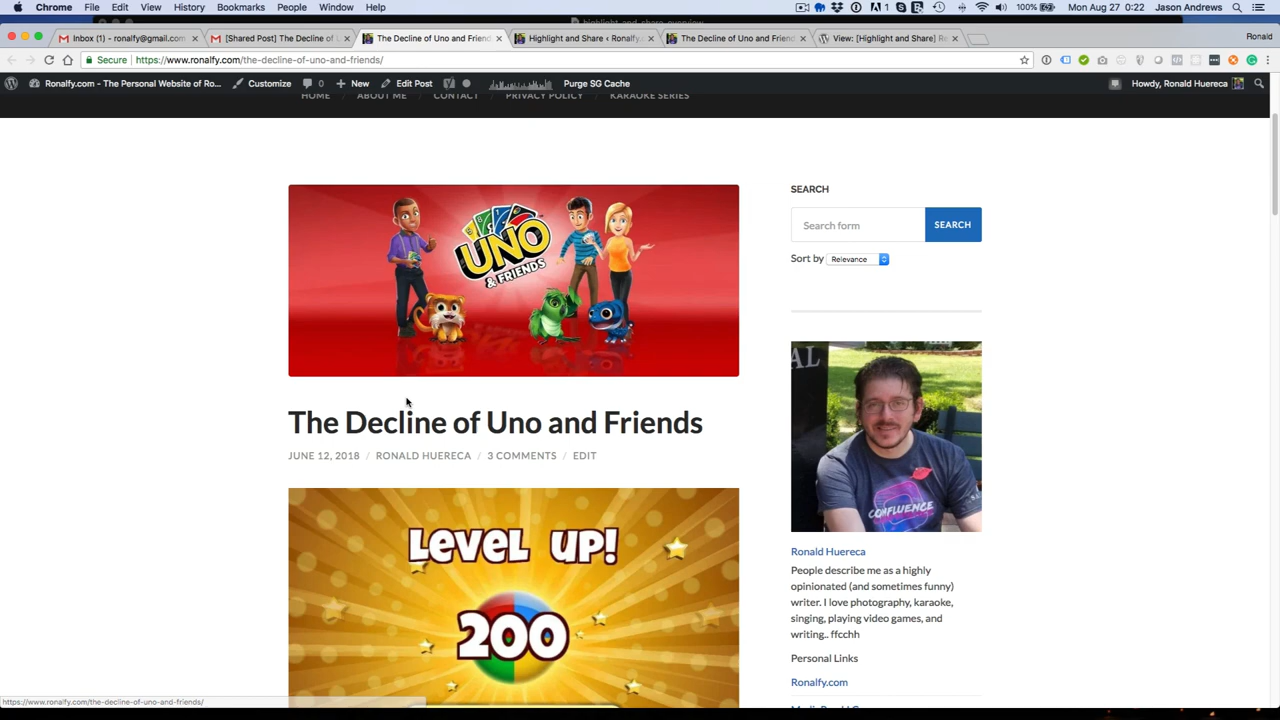 Chrome File Edit View History Bookmarks People Window Help 100% Mon Aug 27 0:22 Jason Andrews
highlight_and_share_overview
Inbox (1) - ronalfy@gmail.com
[Shared Post] The Decline of U
The Decline of Uno and Friend
Highlight and Share ‹ Ronalfy.
The Decline of Uno and Friend
View: [Highlight and Share] Re
Ronald
Secure https://www.ronalfy.com/the-decline-of-uno-and-friends/
Ronalfy.com - The Personal Website of Ro... Customize 0 New Edit Post Purge SG Cache Howdy, Ronald Huereca
HOME ABOUT ME CONTACT PRIVACY POLICY KARAOKE SERIES
UNO
& FRIENDS
The Decline of Uno and Friends
JUNE 12, 2018 / RONALD HUERECA / 3 COMMENTS / EDIT
LEVEL UP!
200
SEARCH
Search form SEARCH
Sort by Relevance
CONFLUENCE
Ronald Huereca
People describe me as a highly
opinionated (and sometimes funny)
writer. I love photography, karaoke,
singing, playing video games, and
writing.. ffcchh
Personal Links
Ronalfy.com
https://www.ronalfy.com/the-decline-of-uno-and-friends/